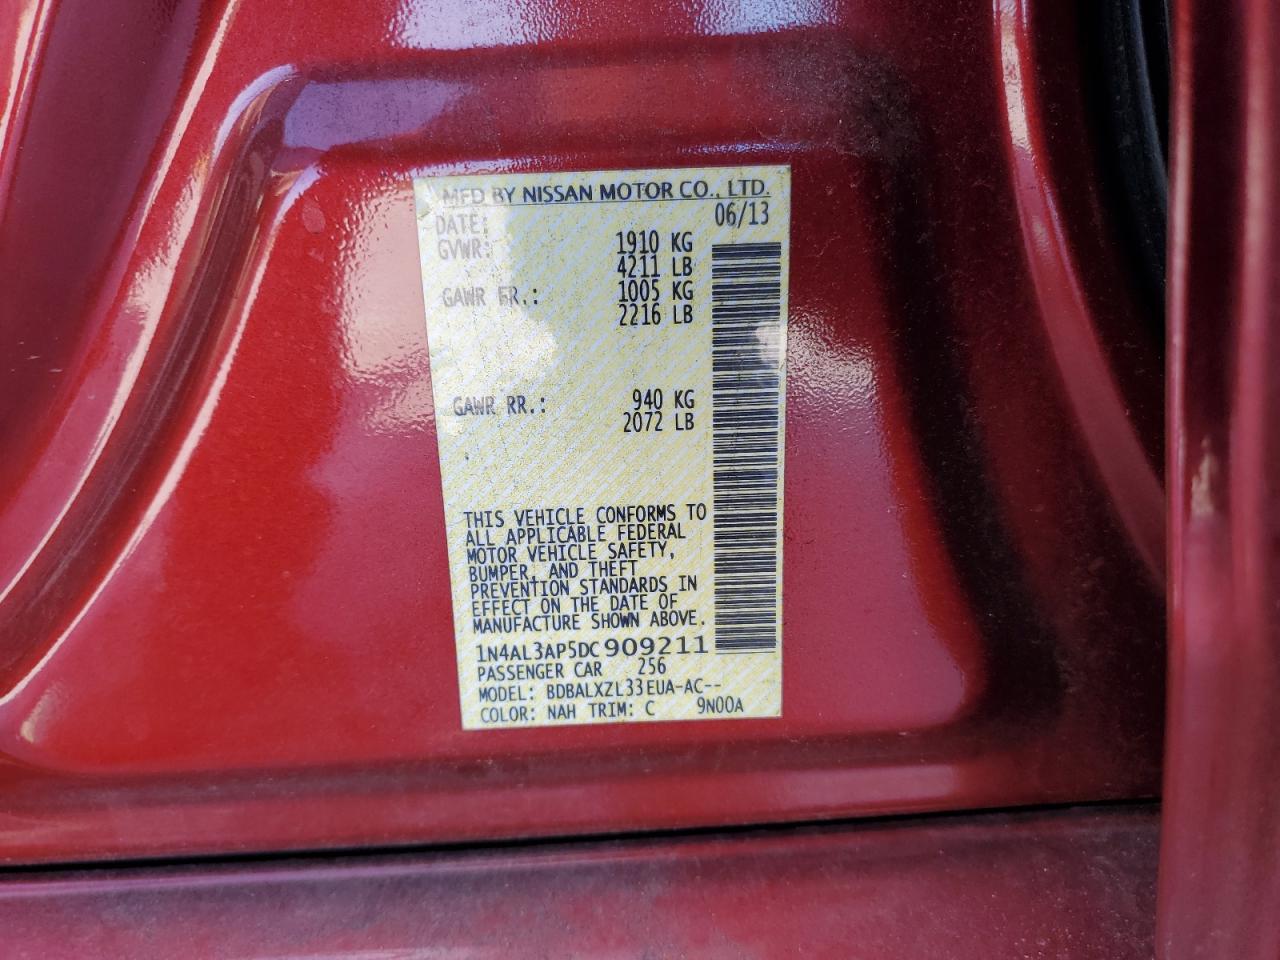 MFD BY NISSAN MOTOR CO., LTD.
DATE: 06/13
GVWR: 1910 KG
4211 LB
GAWR FR.: 1005 KG
2216 LB
GAWR RR.: 940 KG
2072 LB
THIS VEHICLE CONFORMS TO
ALL APPLICABLE FEDERAL
MOTOR VEHICLE SAFETY,
BUMPER, AND THEFT
PREVENTION STANDARDS IN
EFFECT ON THE DATE OF
MANUFACTURE SHOWN ABOVE.
1N4AL3AP5DC909211
PASSENGER CAR 256
MODEL: BDBALXZL33EUA-AC--
COLOR: NAH TRIM: C 9N00A